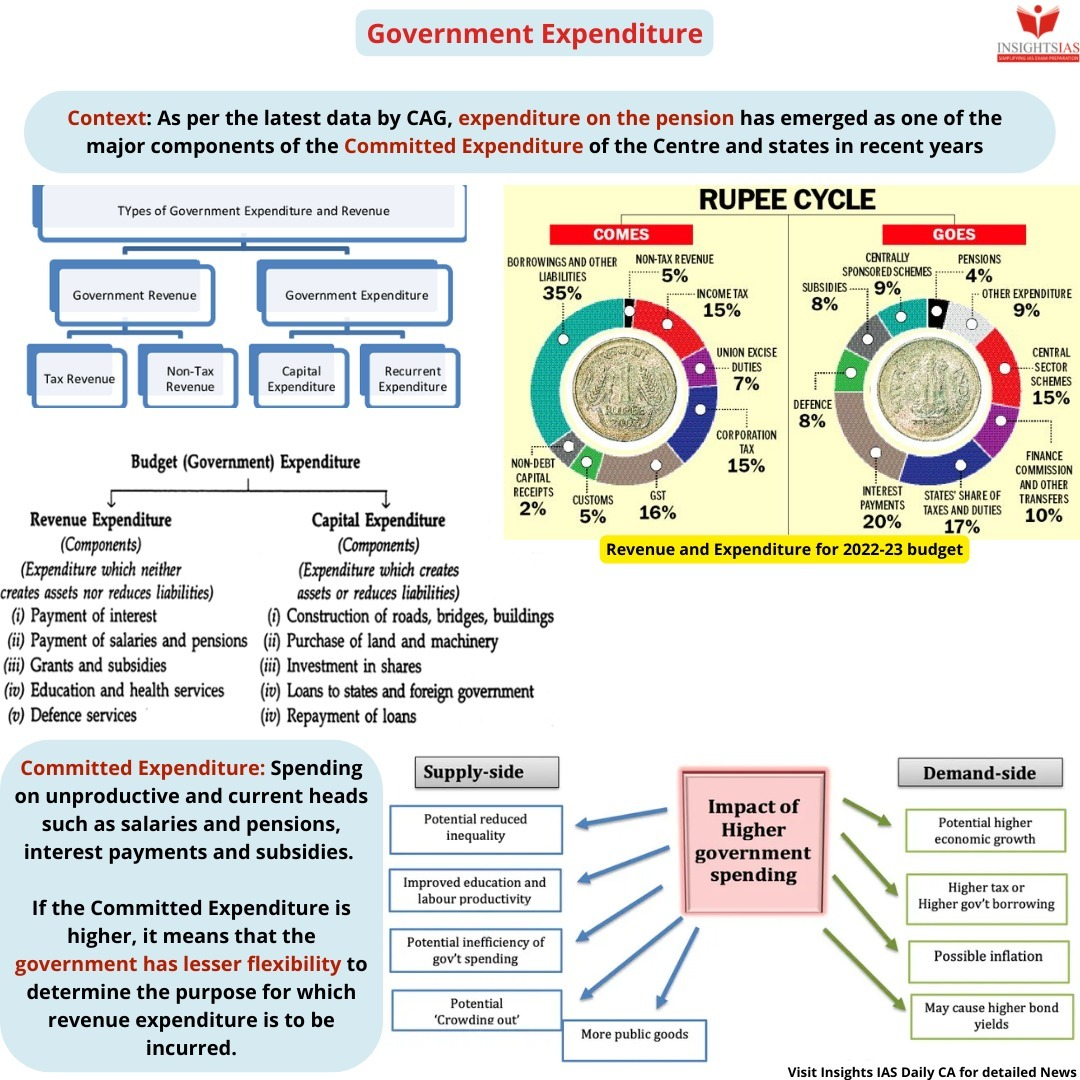 Government Expenditure
INSIGHTSIAS
SIMPLIFYING IAS EXAM PREPARATION
Context: As per the latest data by CAG, expenditure on the pension has emerged as one of the
major components of the Committed Expenditure of the Centre and states in recent years
TYpes of Government Expenditure and Revenue
Government Revenue
Government Expenditure
Tax Revenue
Non-Tax
Revenue
Capital
Expenditure
Recurrent
Expenditure
RUPEE CYCLE
COMES
BORROWINGS AND OTHER
LIABILITIES
35%
NON-TAX REVENUE
5%
INCOME TAX
15%
UNION EXCISE
DUTIES
7%
CORPORATION
TAX
15%
GST
16%
CUSTOMS
5%
NON-DEBT
CAPITAL
RECEIPTS
2%
GOES
CENTRALLY
SPONSORED SCHEMES
9%
PENSIONS
4%
OTHER EXPENDITURE
9%
CENTRAL
SECTOR
SCHEMES
15%
FINANCE
COMMISSION
AND OTHER
TRANSFERS
10%
STATES' SHARE OF
TAXES AND DUTIES
17%
INTEREST
PAYMENTS
20%
DEFENCE
8%
SUBSIDIES
8%
Revenue and Expenditure for 2022-23 budget
Budget (Government) Expenditure
Revenue Expenditure
(Components)
(Expenditure which neither
creates assets nor reduces liabilities)
(i) Payment of interest
(ii) Payment of salaries and pensions
(iii) Grants and subsidies
(iv) Education and health services
(v) Defence services
Capital Expenditure
(Components)
(Expenditure which creates
assets or reduces liabilities)
(i) Construction of roads, bridges, buildings
(ii) Purchase of land and machinery
(iii) Investment in shares
(iv) Loans to states and foreign government
(iv) Repayment of loans
Committed Expenditure: Spending
on unproductive and current heads
such as salaries and pensions,
interest payments and subsidies.
If the Committed Expenditure is
higher, it means that the
government has lesser flexibility to
determine the purpose for which
revenue expenditure is to be
incurred.
Supply-side
Potential reduced
inequality
Improved education and
labour productivity
Potential inefficiency of
gov't spending
Potential
'Crowding out'
More public goods
Impact of
Higher
government
spending
Demand-side
Potential higher
economic growth
Higher tax or
Higher gov't borrowing
Possible inflation
May cause higher bond
yields
Visit Insights IAS Daily CA for detailed News